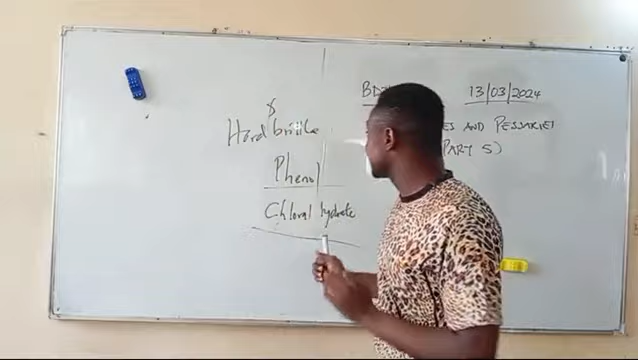 &
Hard brittle
Phenol
Chloral hydrate
13/03/2024
ES AND PESSARIES
(PART 5)